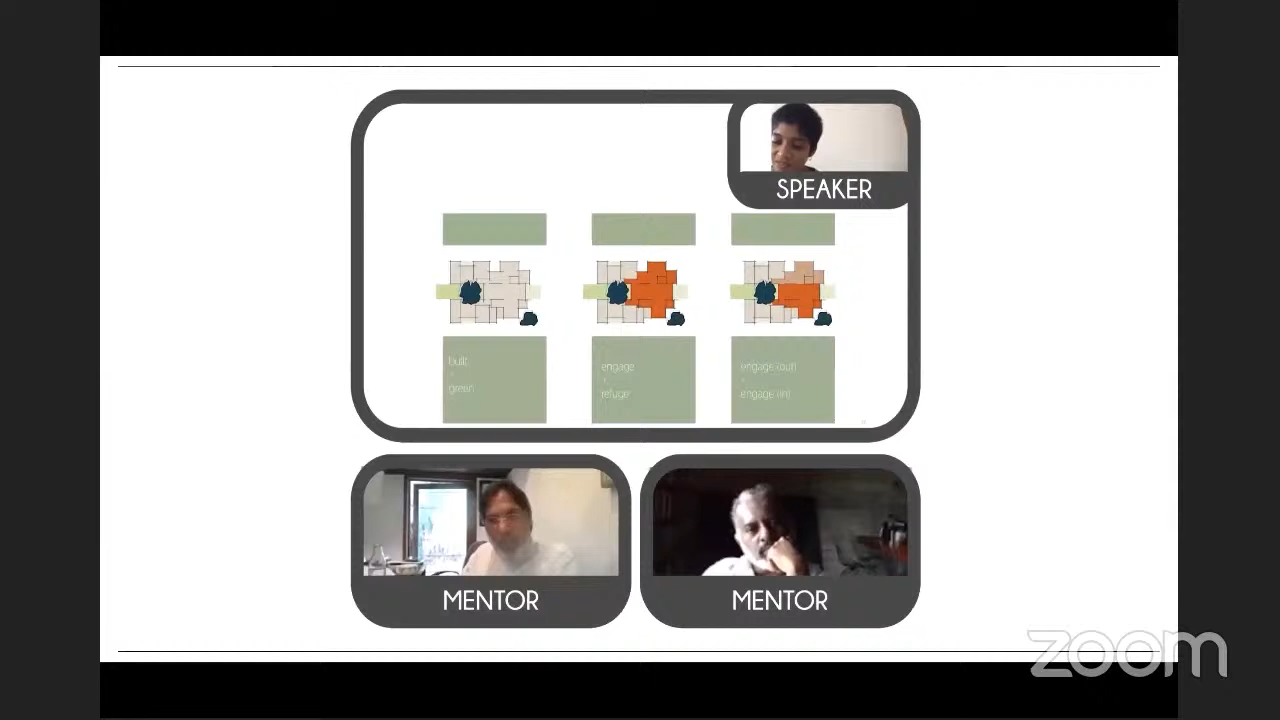 SPEAKER
built
+
green
engage
+
refuge
engage (out)
+
engage (in)
MENTOR
MENTOR
zoom